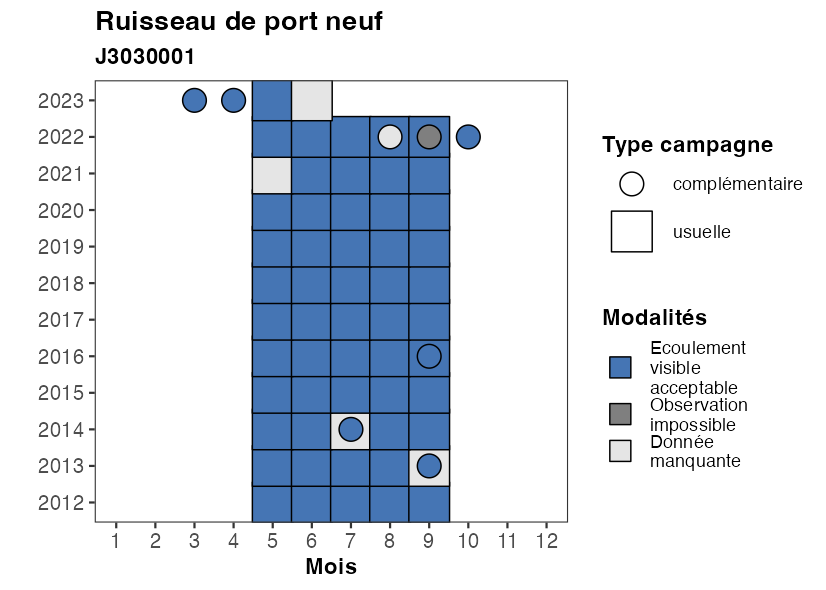 Ruisseau de port neuf
J3030001
2023
2022
2021
2020
2019
2018
2017
2016
2015
2014
2013
2012
1 2 3 4 5 6 7 8 9 10 11 12
Mois
Type campagne
complémentaire
usuelle
Modalités
Ecoulement
visible
acceptable
Observation
impossible
Donnée
manquante